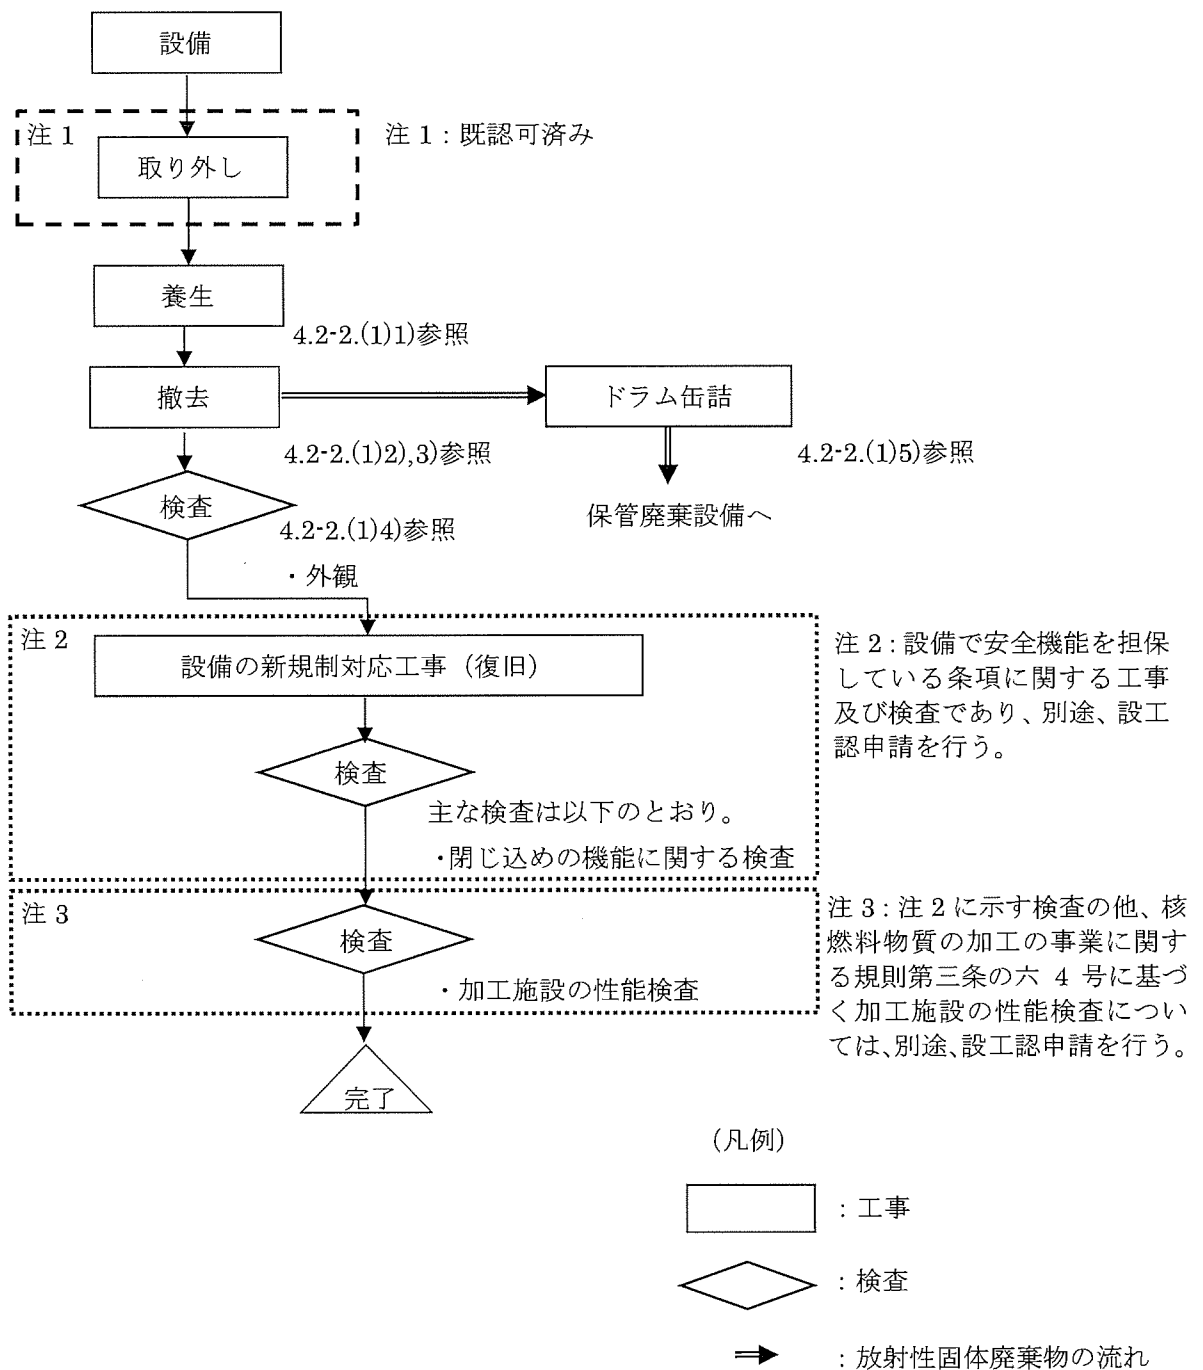 設備
注 1
注 1 : 既認可済み
取り外し
養生
4.2-2.(1)1)参照
撤去
ドラム缶詰
4.2-2.(1)2),3)参照
4.2-2.(1)5)参照
検査
保管廃棄設備へ
4.2-2.(1)4)参照
・外観
注 2
設備の新規制対応工事（復旧）
注 2 : 設備で安全機能を担保
している条項に関する工事
及び検査であり、別途、設工
認申請を行う。
検査
主な検査は以下のとおり。
・閉じ込めの機能に関する検査
注 3
検査
・加工施設の性能検査
注 3 : 注 2 に示す検査の他、核
燃料物質の加工の事業に関す
る規則第三条の六 4 号に基づ
く加工施設の性能検査につい
ては、別途、設工認申請を行う。
完了
(凡例)
: 工事
: 検査
: 放射性固体廃棄物の流れ